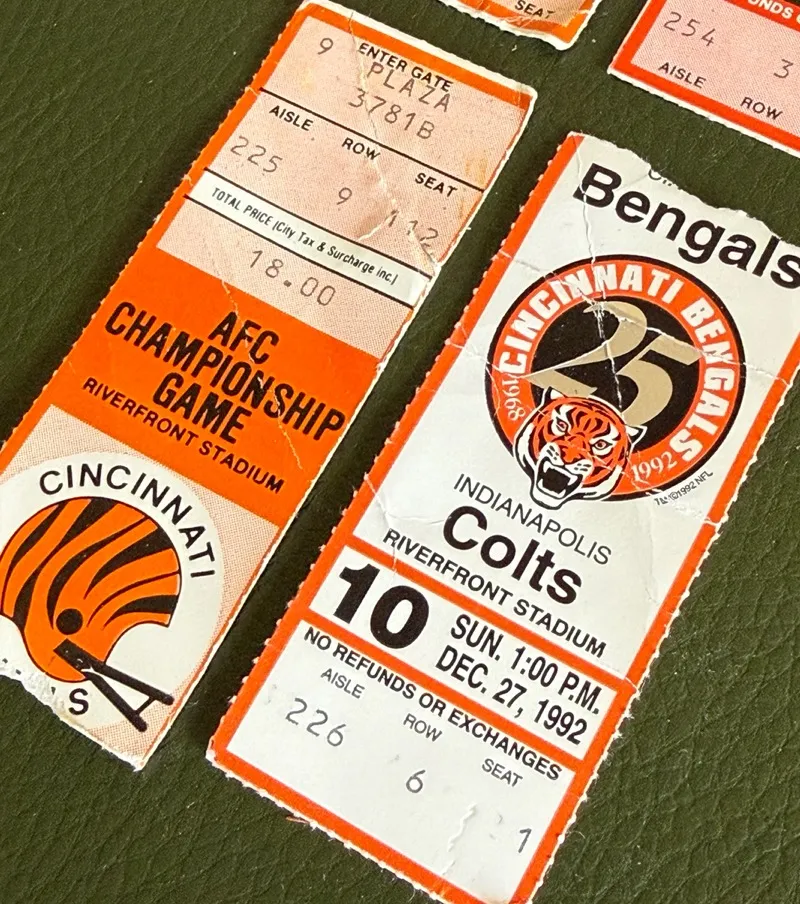 9 ENTER GATE
PLAZA
3781B
AISLE ROW SEAT
225 9 112
TOTAL PRICE (City Tax & Surcharge inc.)
18.00
AFC
CHAMPIONSHIP
GAME
RIVERFRONT STADIUM
CINCINNATI
S
SEAT
254 3
AISLE ROW
Bengals
CINCINNATI BENGALS
25
1968 1992
TM ©1992 NFL
INDIANAPOLIS
Colts
RIVERFRONT STADIUM
10 SUN. 1:00 P.M.
DEC. 27, 1992
NO REFUNDS OR EXCHANGES
AISLE ROW SEAT
226 6 1